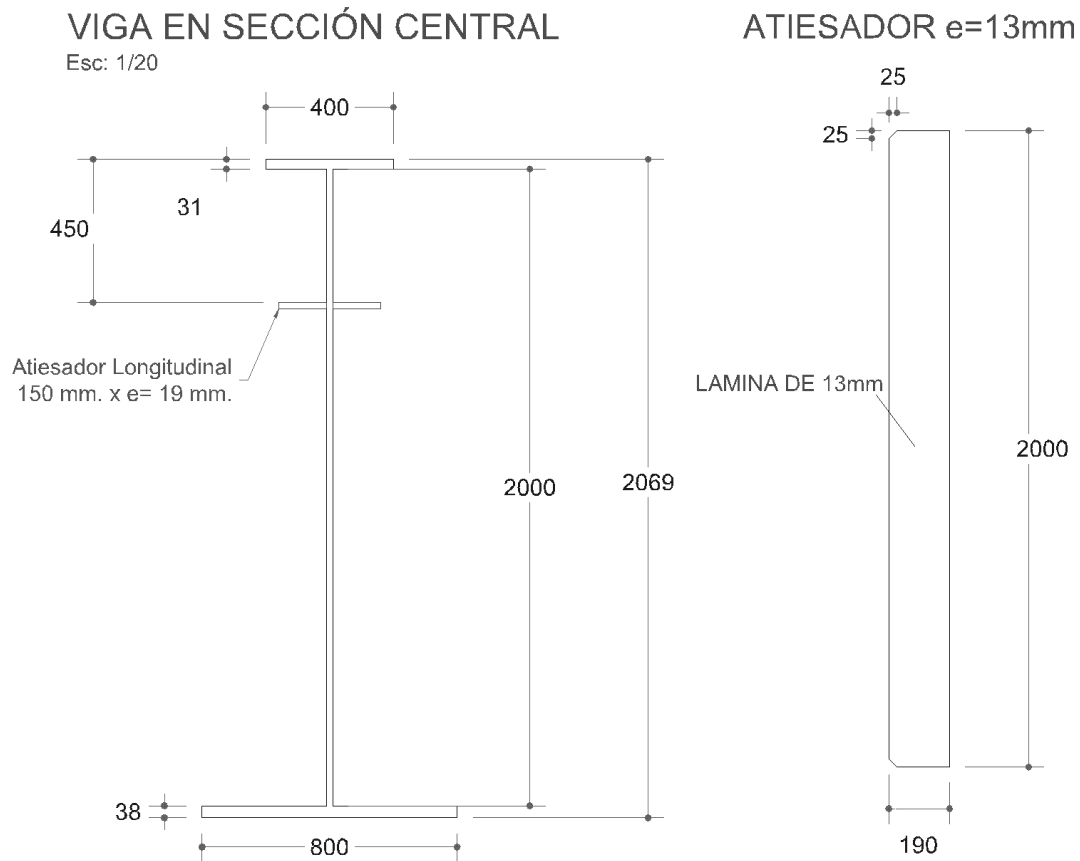 VIGA EN SECCIÓN CENTRAL
Esc: 1/20
400
31
450
Atiesador Longitudinal
150 mm. x e= 19 mm.
2000
2069
38
800
ATIESADOR e=13mm
25
25
LAMINA DE 13mm
2000
190